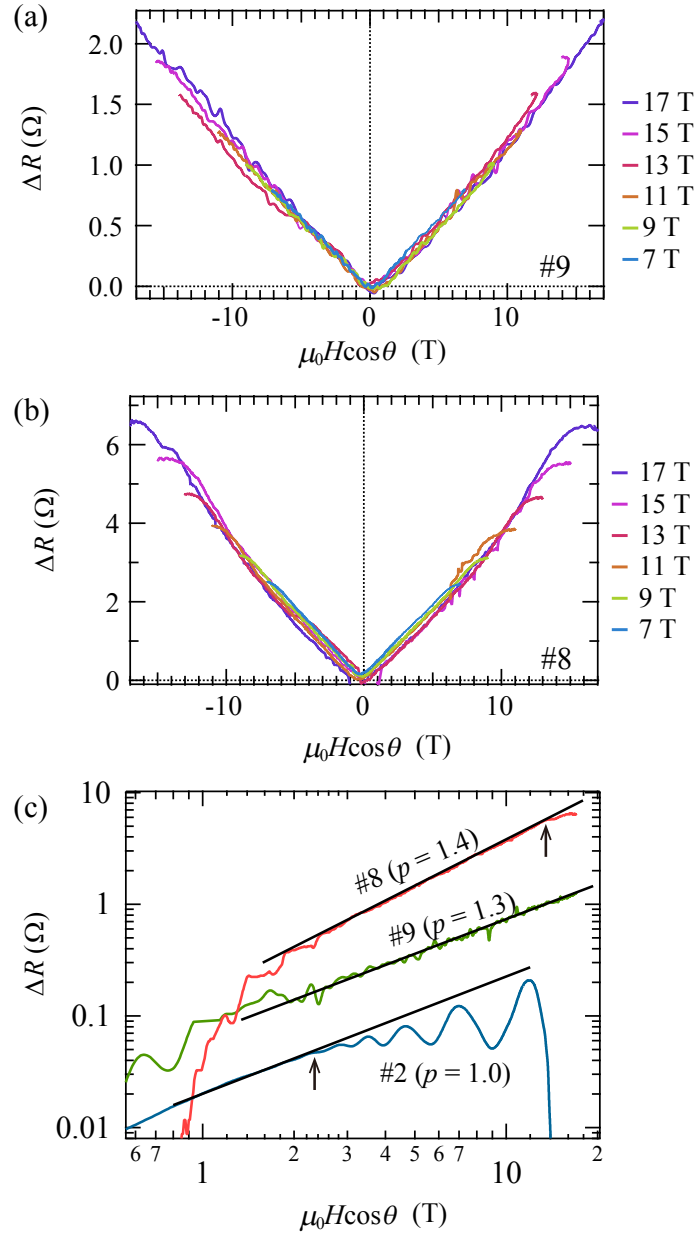 (a)
2.0
1.5
1.0
0.5
0.0
ΔR (Ω)
-10
0
10
μ₀Hcosθ (T)
#9
17 T
15 T
13 T
11 T
9 T
7 T
(b)
6
4
2
0
ΔR (Ω)
-10
0
10
μ₀Hcosθ (T)
#8
17 T
15 T
13 T
11 T
9 T
7 T
(c)
10
1
0.1
0.01
ΔR (Ω)
#8 (p = 1.4)
#9 (p = 1.3)
#2 (p = 1.0)
6 7 1 2 3 4 5 6 7 10 2
μ₀Hcosθ (T)